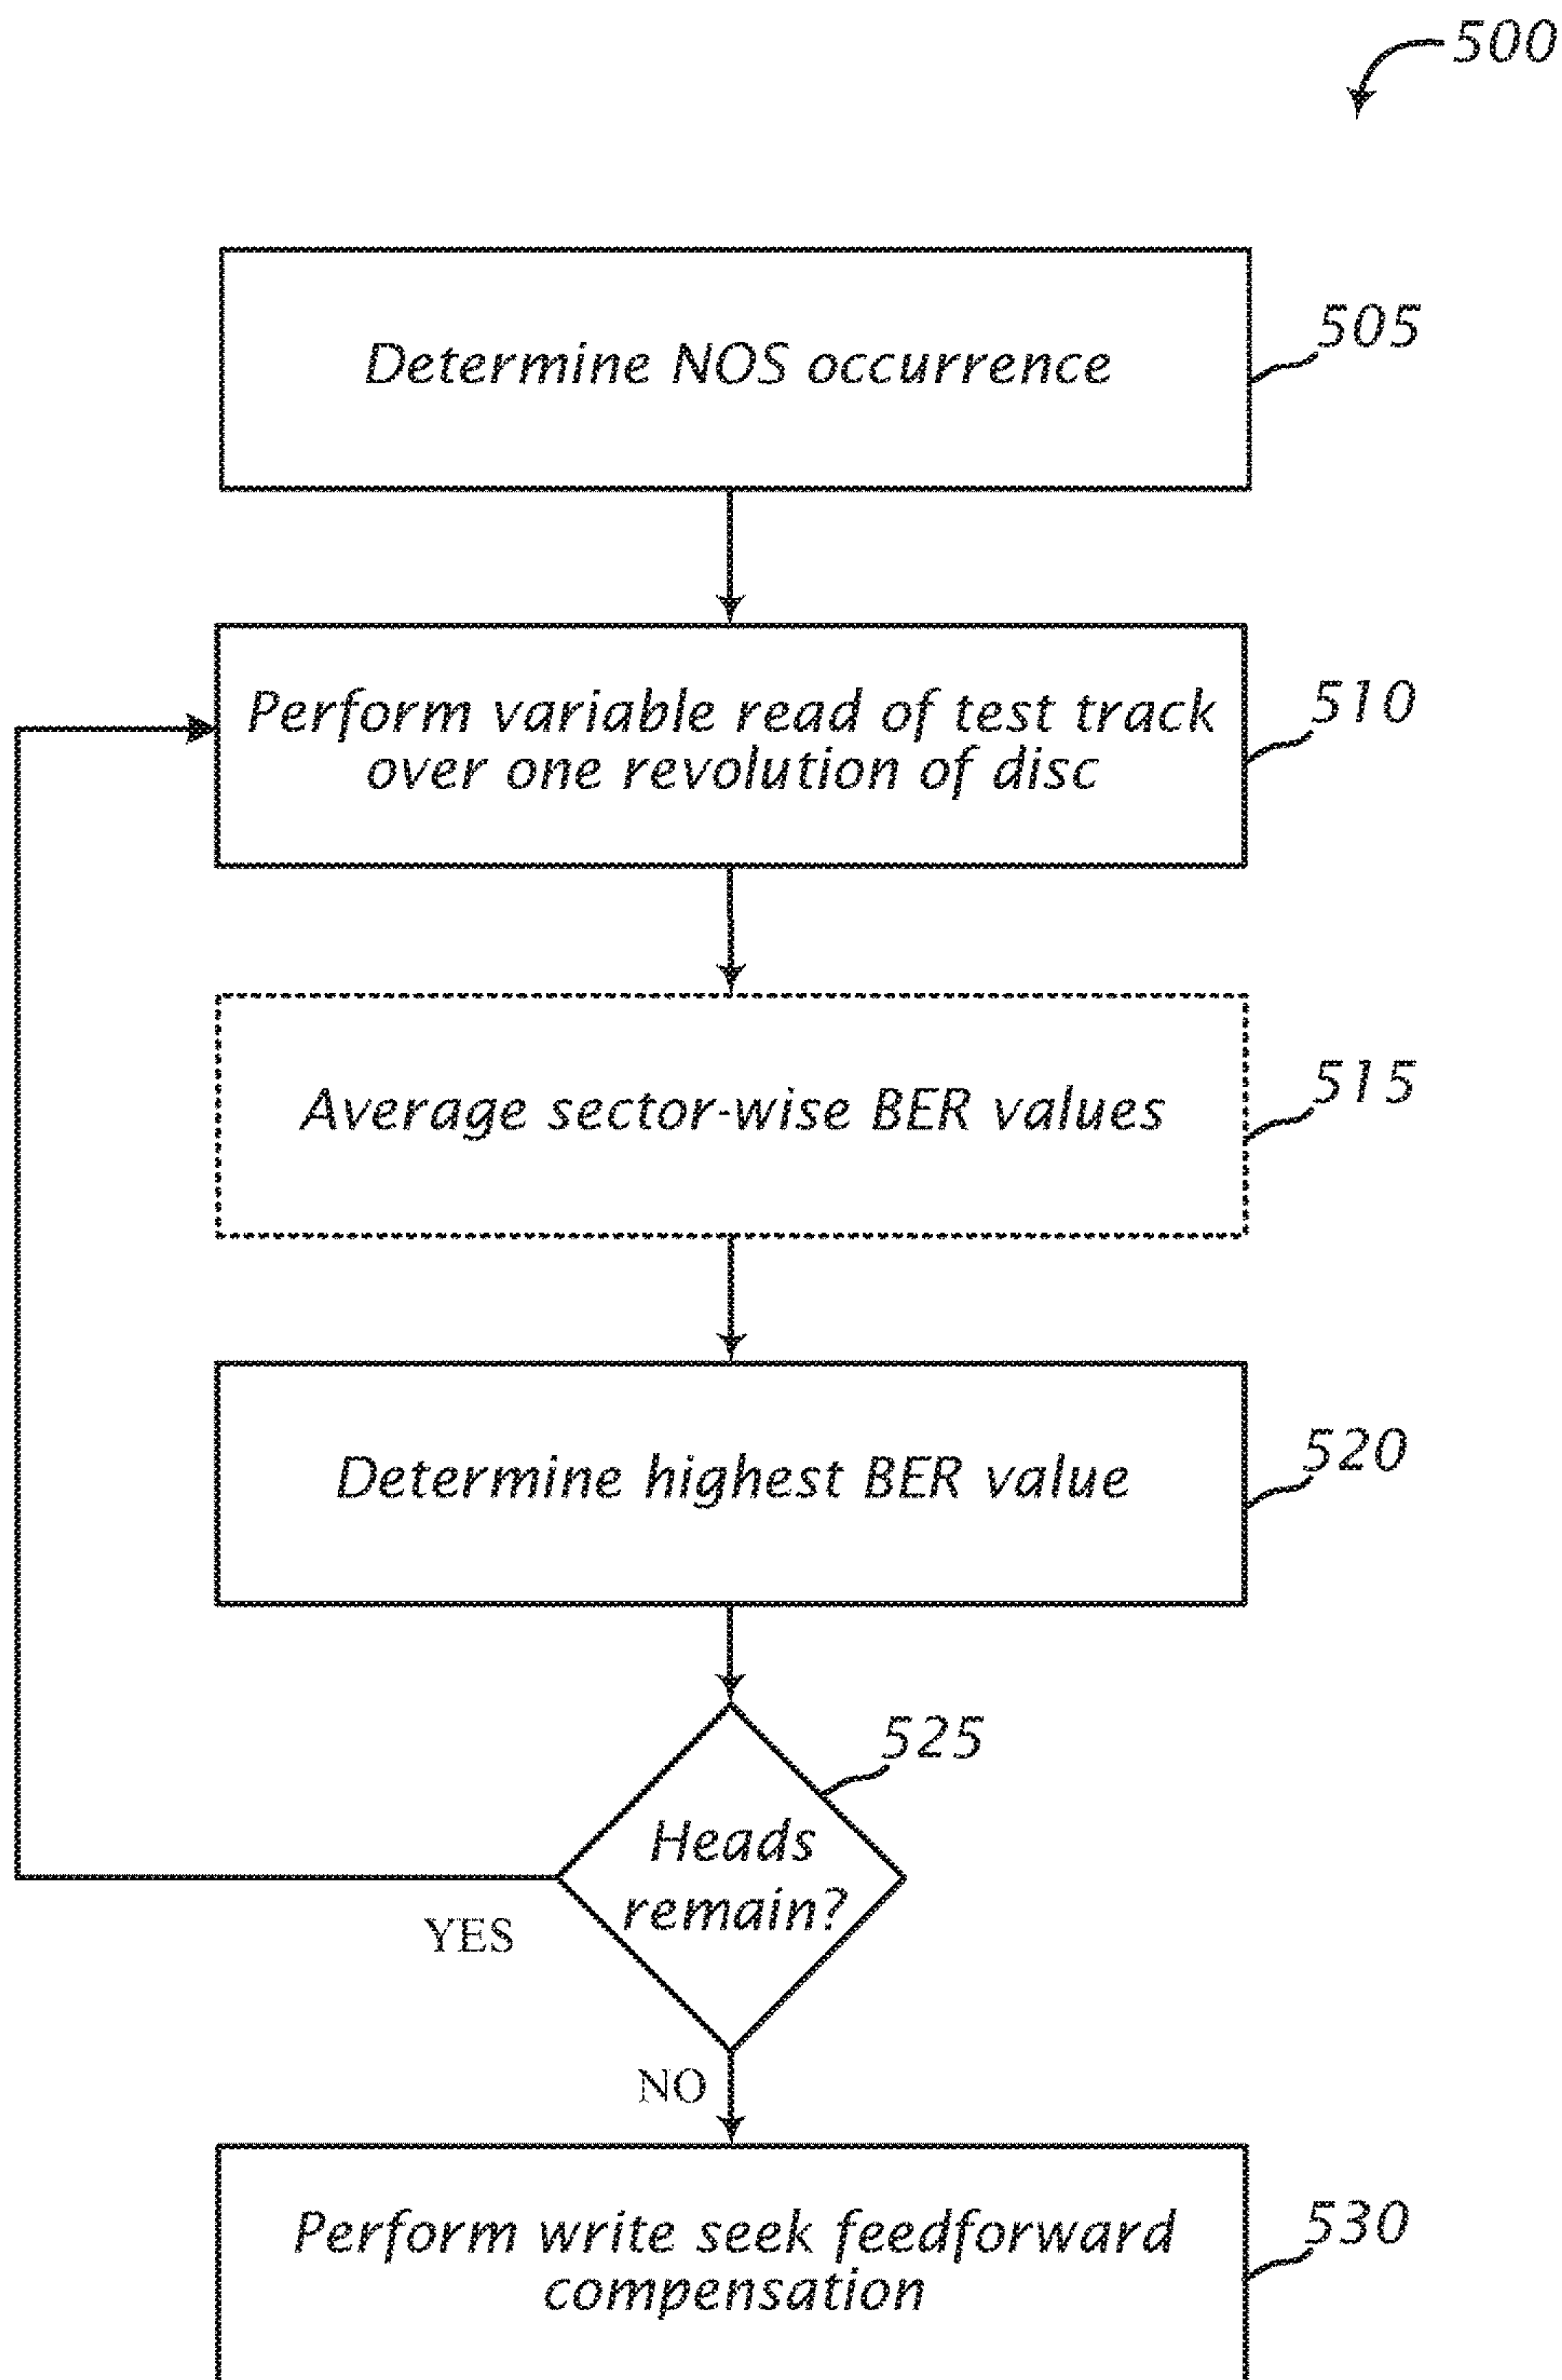 500
Determine NOS occurrence
505
Perform variable read of test track
over one revolution of disc
510
Average sector-wise BER values
515
Determine highest BER value
520
525
Heads
remain?
YES
NO
Perform write seek feedforward
compensation
530